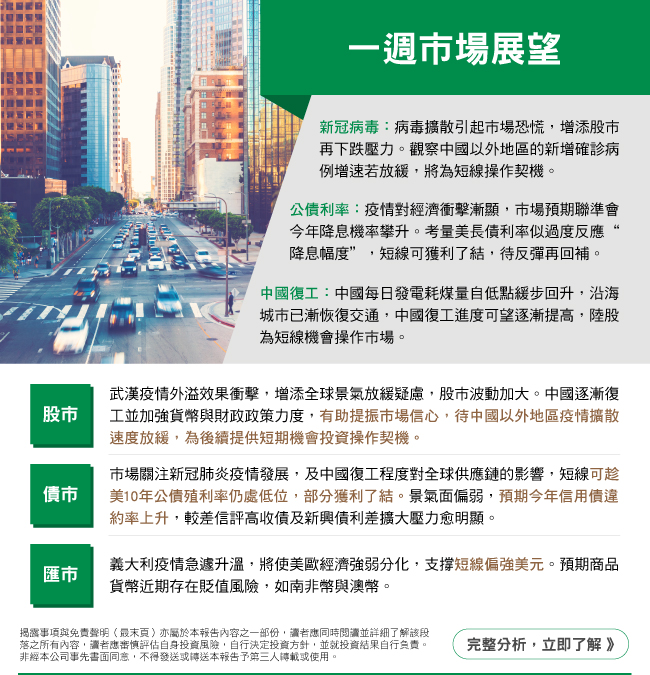 一週市場展望
新冠病毒：病毒擴散引起市場恐慌，增添股市
再下跌壓力。觀察中國以外地區的新增確診病
例增速若放緩，將為短線操作契機。
公債利率：疫情對經濟衝擊漸顯，市場預期聯準會
今年降息機率攀升。考量美長債利率似過度反應“
降息幅度”，短線可獲利了結，待反彈再回補。
中國復工：中國每日發電耗煤量自低點緩步回升，沿海
城市已漸恢復交通，中國復工進度可望逐漸提高，陸股
為短線機會操作市場。
股市
武漢疫情外溢效果衝擊，增添全球景氣放緩疑慮，股市波動加大。中國逐漸復
工並加強貨幣與財政政策力度，有助提振市場信心，待中國以外地區疫情擴散
速度放緩，為後續提供短期機會投資操作契機。
債市
市場關注新冠肺炎疫情發展，及中國復工程度對全球供應鏈的影響，短線可趁
美10年公債殖利率仍處低位，部分獲利了結。景氣面偏弱，預期今年信用債違
約率上升，較差信評高收債及新興債利差擴大壓力愈明顯。
匯市
義大利疫情急遽升溫，將使美歐經濟強弱分化，支撐短線偏強美元。預期商品
貨幣近期存在貶值風險，如南非幣與澳幣。
揭露事項與免責聲明（最末頁）亦屬於本報告內容之一部份，讀者應同時閱讀並詳細了解該段
落之所有內容，讀者應審慎評估自身投資風險，自行決定投資方針，並就投資結果自行負責。
非經本公司事先書面同意，不得發送或轉送本報告予第三人轉載或使用。
完整分析，立即了解 》